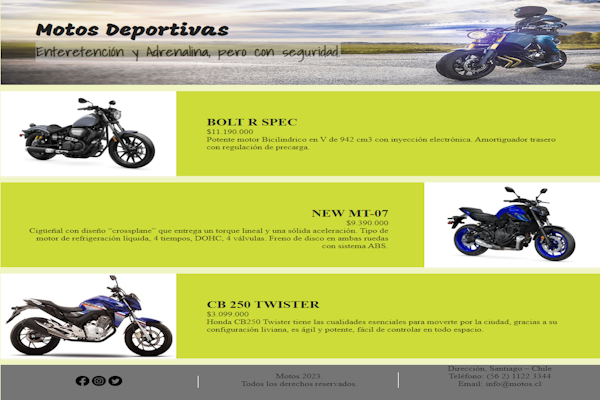 Motos Deportivas
Enteretención y Adrenalina, pero con seguridad
BOLT R SPEC
$11.190.000
Potente motor Bicilíndrico en V de 942 cm3 con inyección electrónica. Amortiguador trasero
con regulación de precarga.
NEW MT-07
$9.390.000
Cigüeñal con diseño "crossplane" que entrega un torque lineal y una sólida aceleración. Tipo de
motor de refrigeración líquida, 4 tiempos, DOHC, 4 válvulas. Freno de disco en ambas ruedas
con sistema ABS.
CB 250 TWISTER
$3.099.000
Honda CB250 Twister tiene las cualidades esenciales para moverte por la ciudad, gracias a su
configuración liviana, es ágil y potente, fácil de controlar en todo espacio.
Motos 2023.
Todos los derechos reservados.
Dirección, Santiago – Chile
Teléfono: (56 2) 1122 3344
Email: info@motos.cl